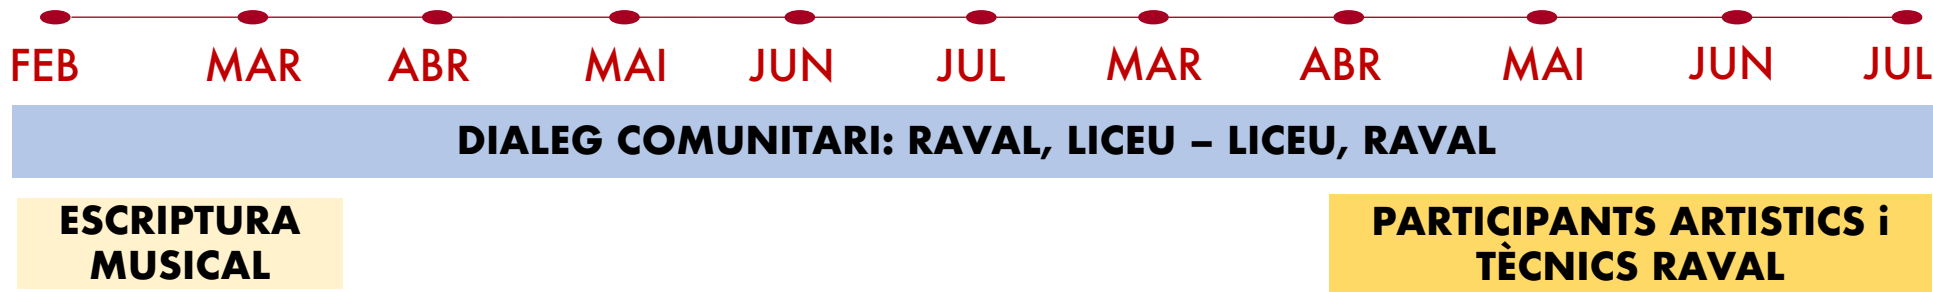 FEB MAR ABR MAI JUN JUL MAR ABR MAI JUN JUL
DIALEG COMUNITARI: RAVAL, LICEU – LICEU, RAVAL
ESCRIPTURA
MUSICAL
PARTICIPANTS ARTISTICS i
TÈCNICS RAVAL